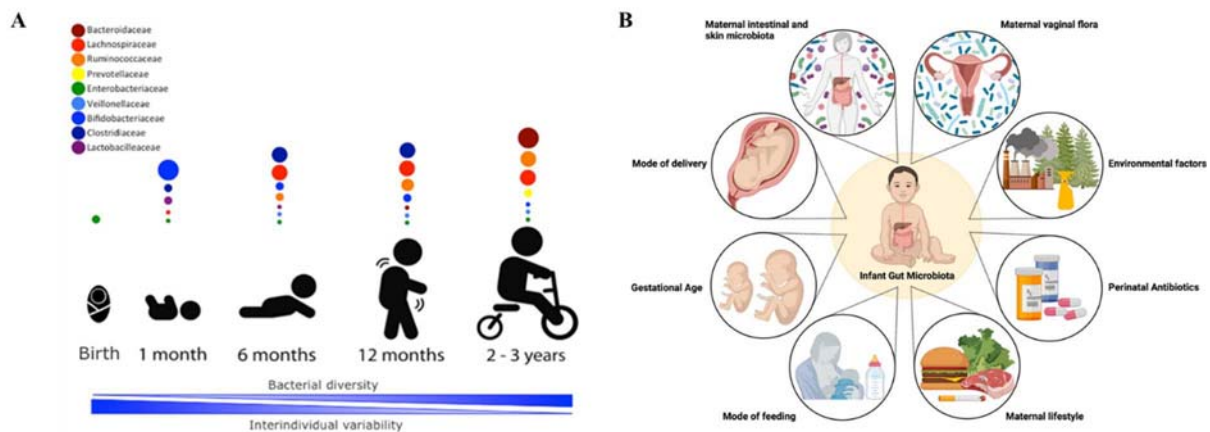 A
Bacteroidaceae
Lachnospiraceae
Ruminococcaceae
Prevotellaceae
Enterobacteriaceae
Veillonellaceae
Bifidobacteriaceae
Clostridiaceae
Lactobacilleaceae
Birth
1 month
6 months
12 months
2 - 3 years
Bacterial diversity
Interindividual variability
B
Maternal intestinal and
skin microbiota
Maternal vaginal flora
Mode of delivery
Environmental factors
Gestational Age
Infant Gut Microbiota
Perinatal Antibiotics
Mode of feeding
Maternal lifestyle